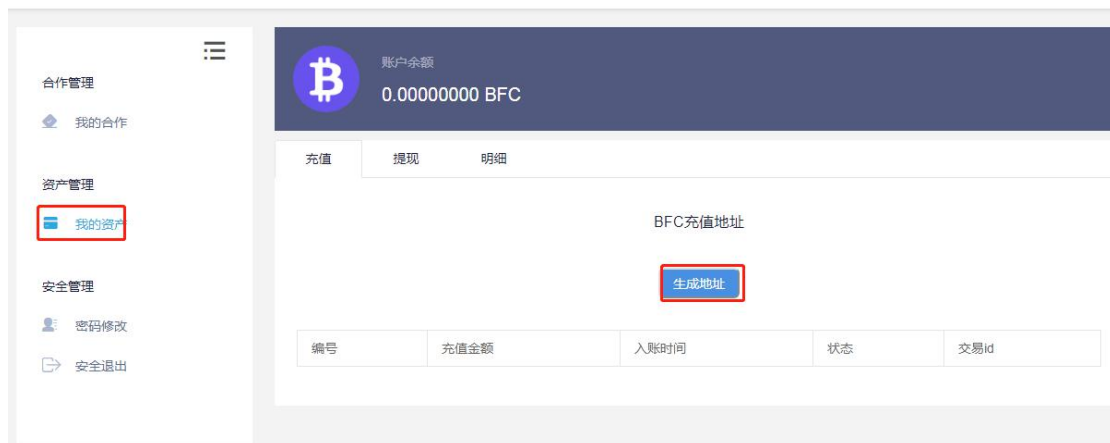 合作管理
我的合作
资产管理
我的资产
安全管理
密码修改
安全退出
账户余额
0.00000000 BFC
充值 提现 明细
BFC充值地址
生成地址
编号 充值金额 入账时间 状态 交易id